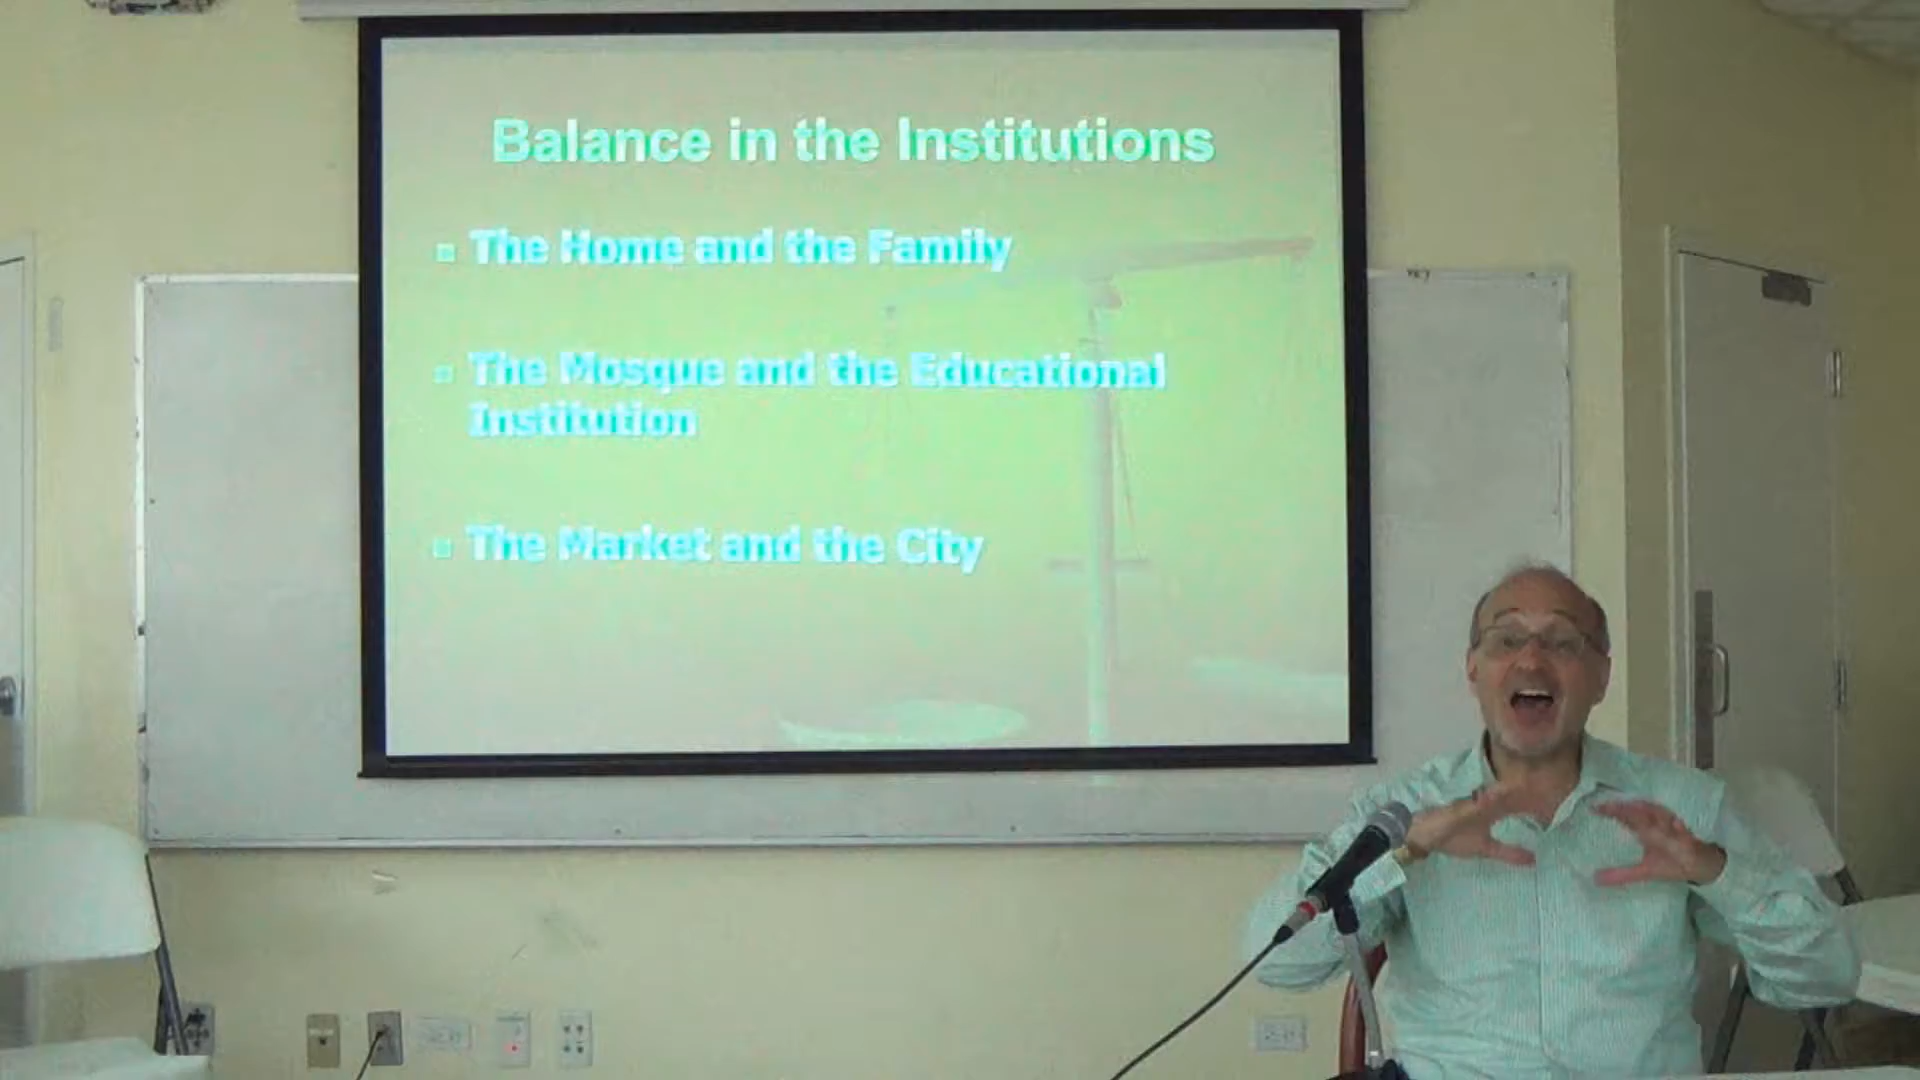 Balance in the Institutions
The Home and the Family
The Mosque and the Educational
Institution
The Market and the City